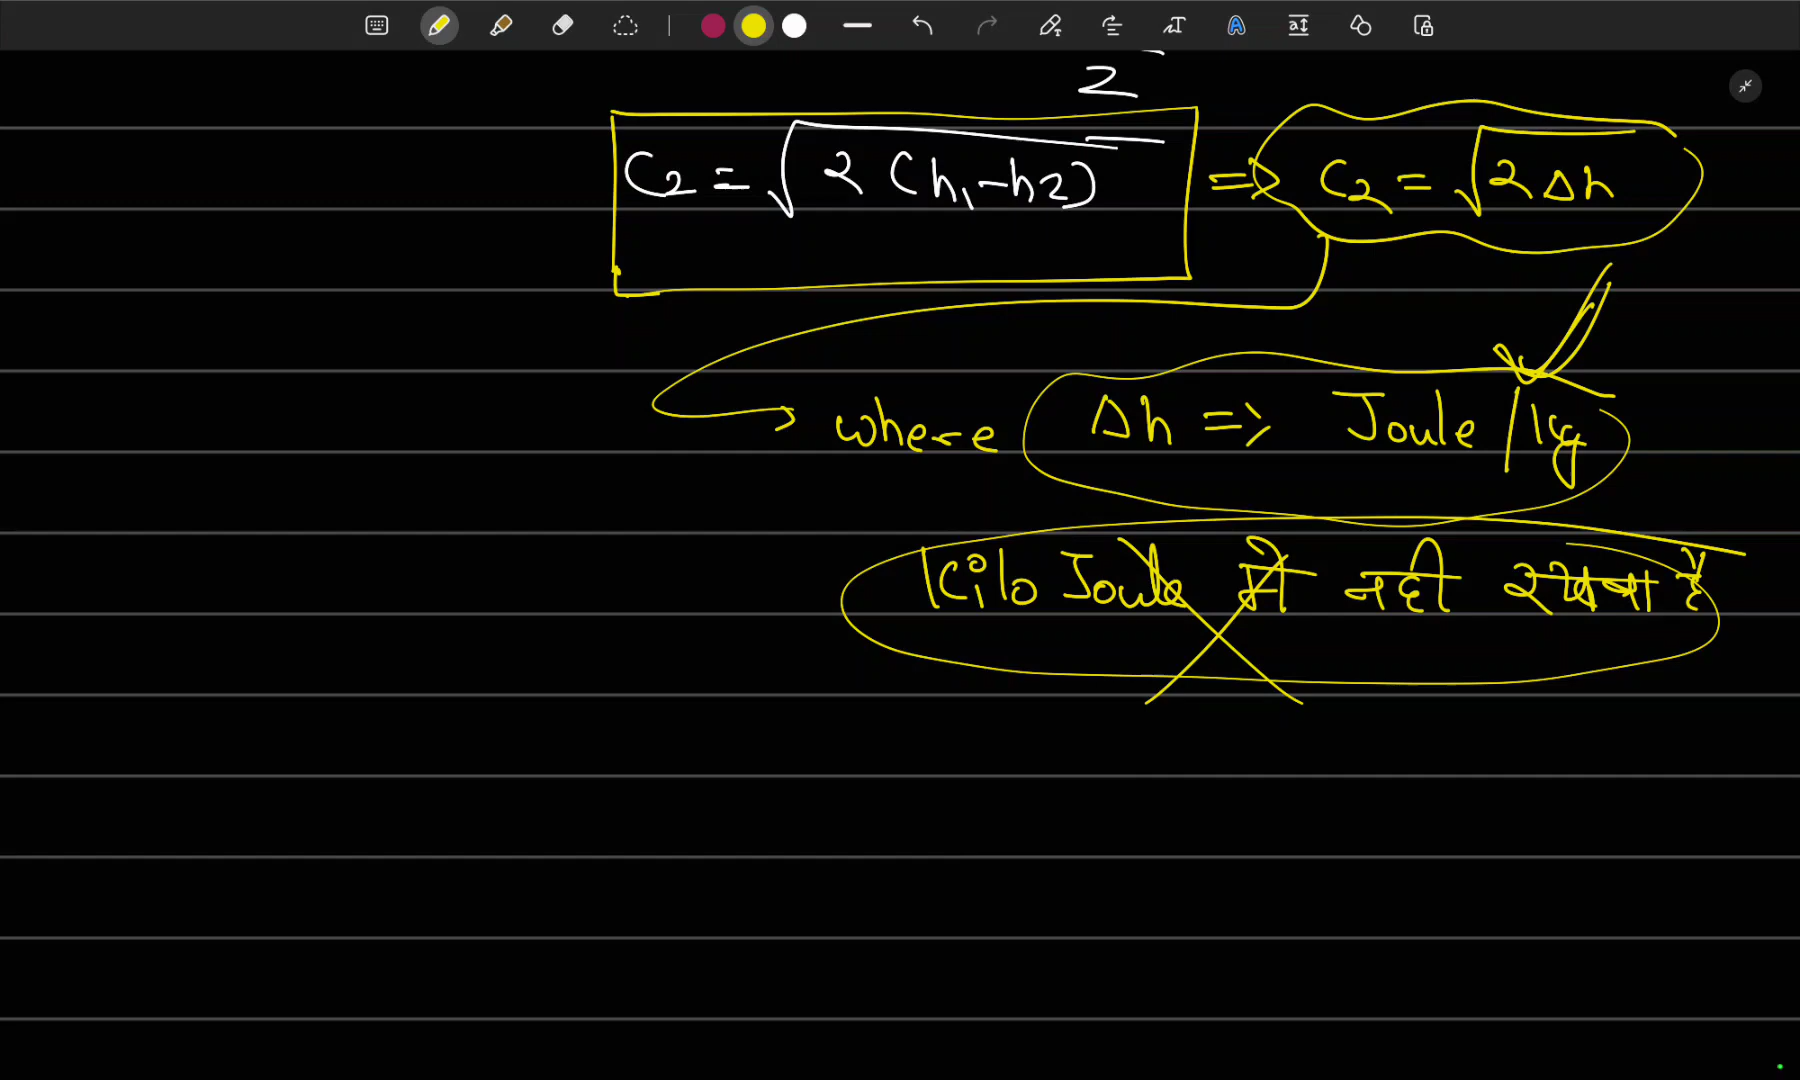 2
C₂ = √2(h₁-h2) => C₂ = √2Δh
where Δh => Joule/kg
Kilo Joule में नही रखना है